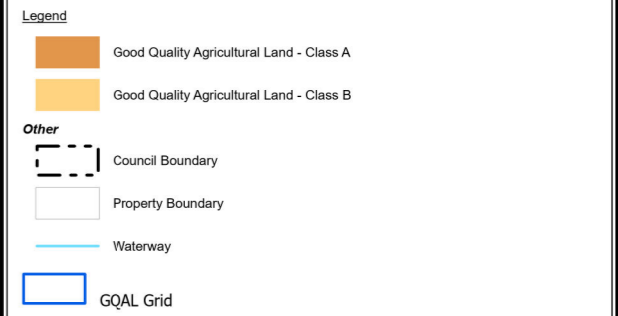 Legend
Good Quality Agricultural Land - Class A
Good Quality Agricultural Land - Class B
Other
Council Boundary
Property Boundary
Waterway
GQAL Grid